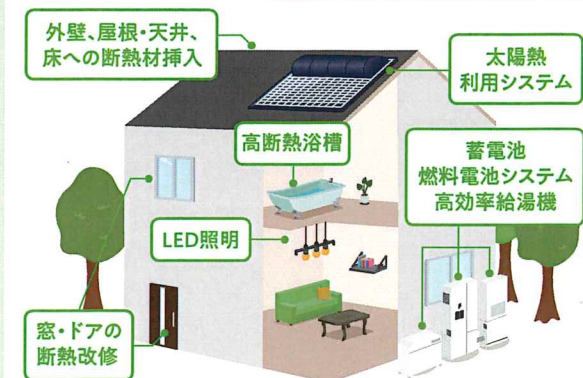 外壁、屋根・天井、
床への断熱材挿入
太陽熱
利用システム
高断熱浴槽
蓄電池
燃料電池システム
高効率給湯機
LED照明
窓・ドアの
断熱改修